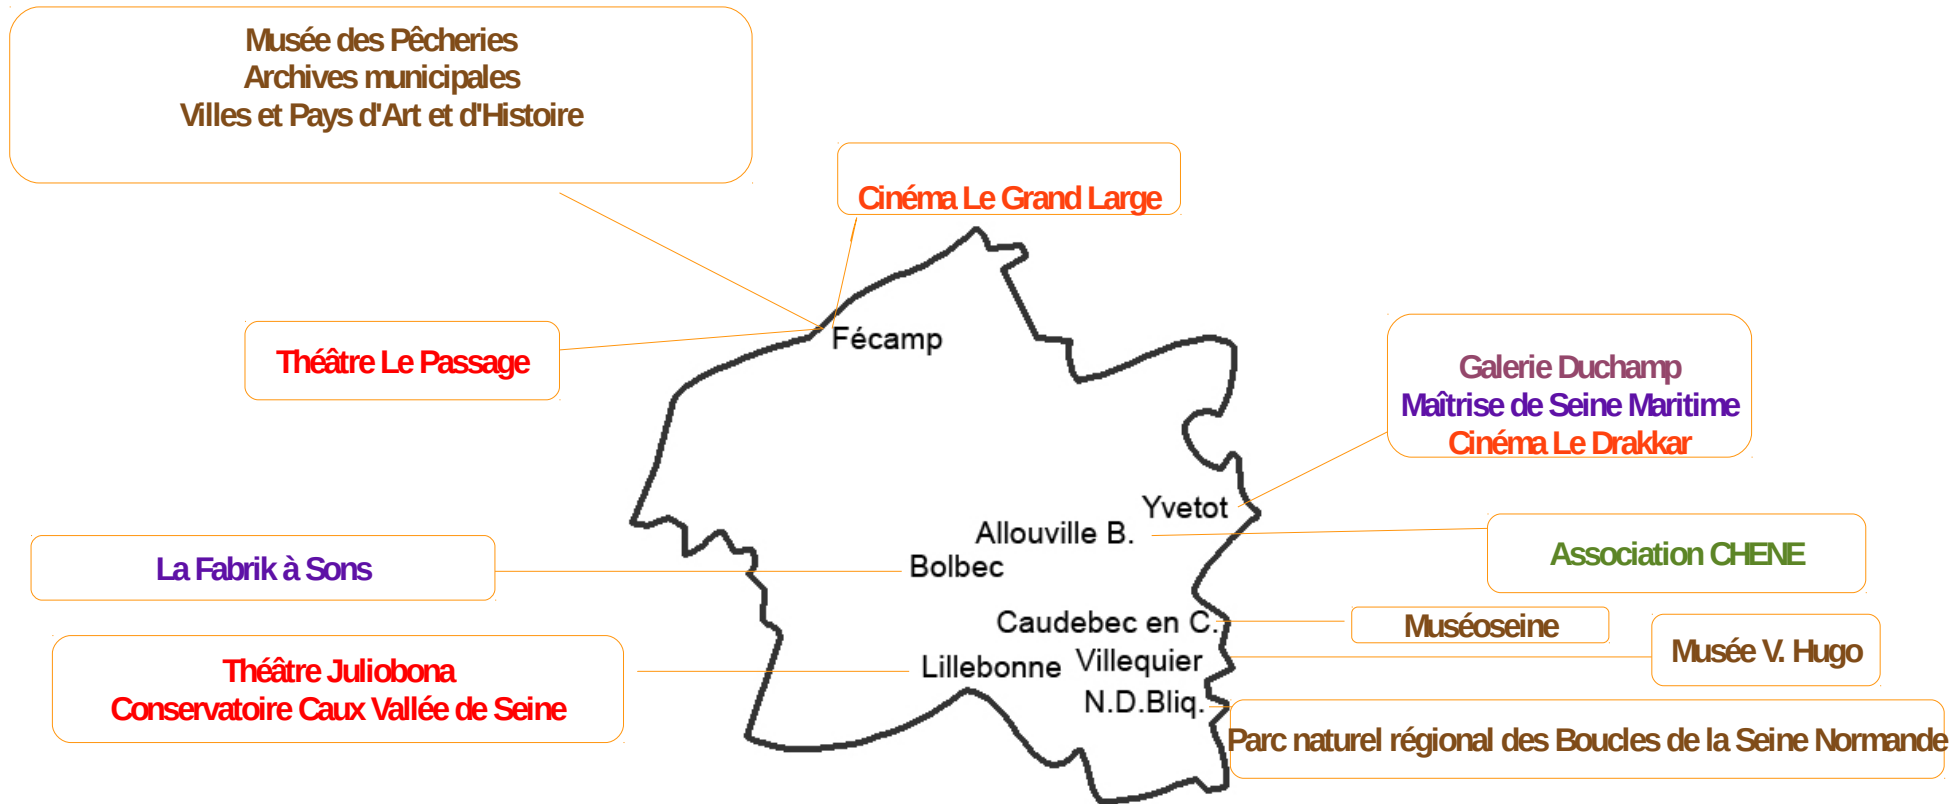 Musée des Pêcheries
Archives municipales
Villes et Pays d'Art et d'Histoire
Cinéma Le Grand Large
Théâtre Le Passage
Fécamp
Galerie Duchamp
Maîtrise de Seine Maritime
Cinéma Le Drakkar
Yvetot
Allouville B.
Association CHENE
La Fabrik à Sons
Bolbec
Caudebec en C.
Muséoseine
Musée V. Hugo
Théâtre Juliobona
Conservatoire Caux Vallée de Seine
Lillebonne
Villequier
N.D.Bliq.
Parc naturel régional des Boucles de la Seine Normande